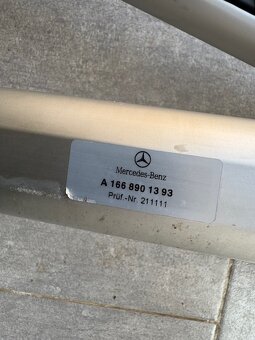 Mercedes-Benz
A 166 890 13 93
Prüf.-Nr. 211111